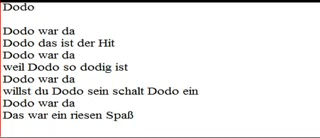 Dodo
Dodo war da
Dodo das ist der Hit
Dodo war da
weil Dodo so dodig ist
Dodo war da
willst du Dodo sein schalt Dodo ein
Dodo war da
Das war ein riesen Spaß